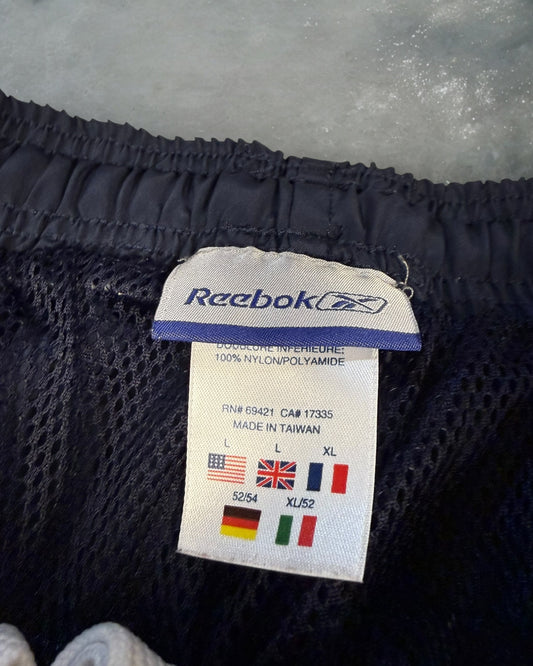 Reebok
DOUBLURE INFERIEURE:
100% NYLON/POLYAMIDE
RN# 69421 CA# 17335
MADE IN TAIWAN
L L XL
52/54 XL/52